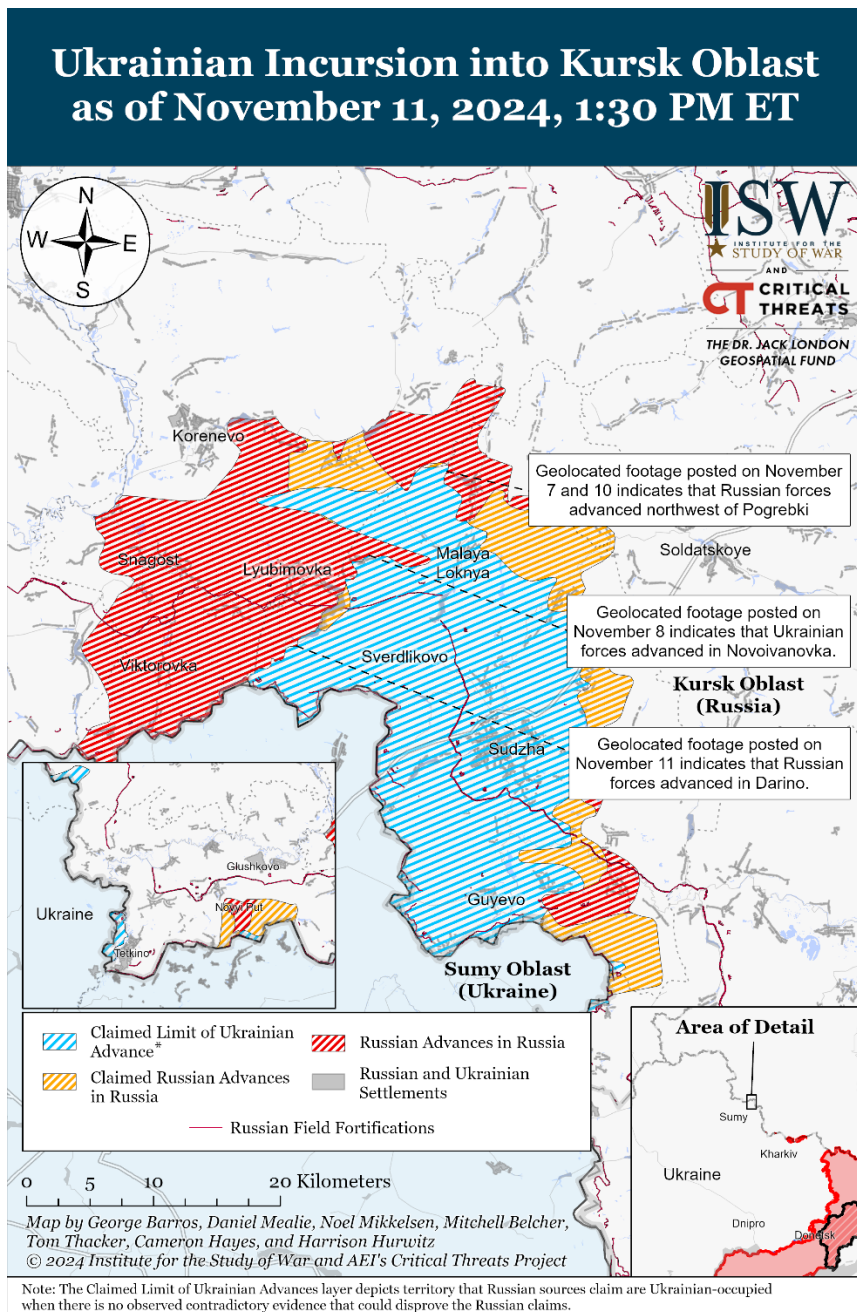 Ukrainian Incursion into Kursk Oblast
as of November 11, 2024, 1:30 PM ET
N
W
E
S
ISW
INSTITUTE FOR THE
STUDY OF WAR
AND
CT CRITICAL
THREATS
THE DR. JACK LONDON
GEOSPATIAL FUND
Korenevo
Geolocated footage posted on November
7 and 10 indicates that Russian forces
advanced northwest of Pogrebki
Snagost
Lyubimovka
Malaya
Loknya
Soldatskoye
Geolocated footage posted on
November 8 indicates that Ukrainian
forces advanced in Novoivanovka.
Viktorovka
Sverdlikovo
Kursk Oblast
(Russia)
Sudzha
Geolocated footage posted on
November 11 indicates that Russian
forces advanced in Darino.
Glushkovo
Ukraine
Novyi Put
Tetkino
Guyevo
Sumy Oblast
(Ukraine)
Claimed Limit of Ukrainian
Advance*
Russian Advances in Russia
Claimed Russian Advances
in Russia
Russian and Ukrainian
Settlements
Russian Field Fortifications
Area of Detail
Sumy
Kharkiv
Ukraine
Dnipro
Donetsk
0 5 10 20 Kilometers
Map by George Barros, Daniel Mealie, Noel Mikkelsen, Mitchell Belcher,
Tom Thacker, Cameron Hayes, and Harrison Hurwitz
© 2024 Institute for the Study of War and AEI's Critical Threats Project
Note: The Claimed Limit of Ukrainian Advances layer depicts territory that Russian sources claim are Ukrainian-occupied
when there is no observed contradictory evidence that could disprove the Russian claims.